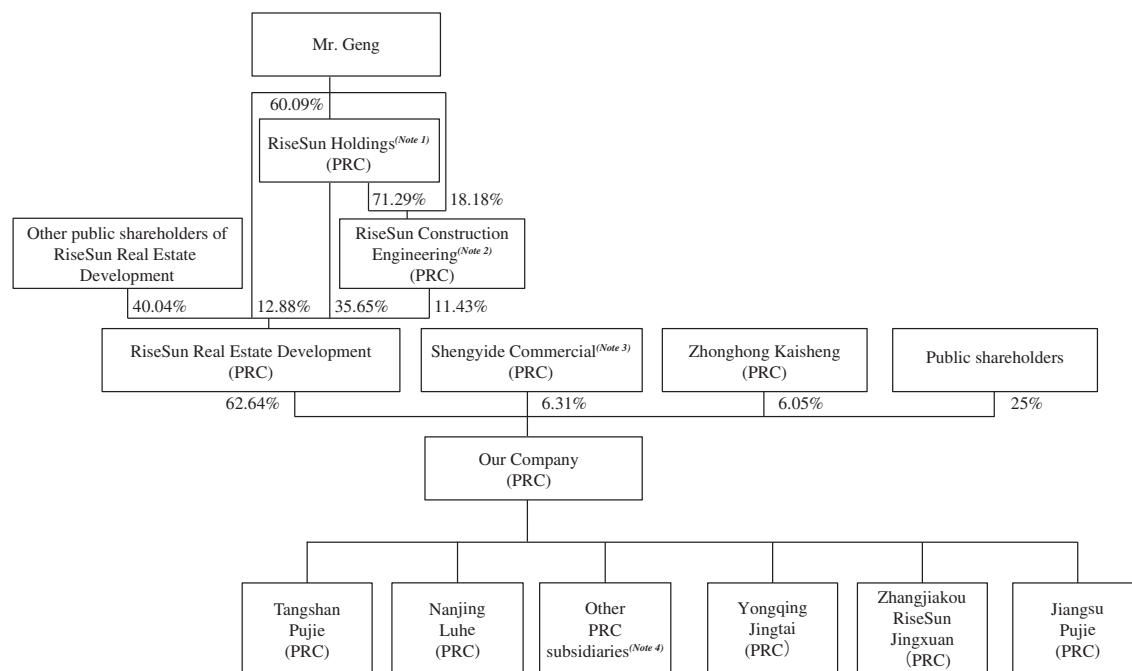 Mr. Geng
60.09%
RiseSun Holdings(Note 1)
(PRC)
71.29%
18.18%
Other public shareholders of
RiseSun Real Estate
Development
RiseSun Construction
Engineering(Note 2)
(PRC)
40.04%
12.88%
35.65%
11.43%
RiseSun Real Estate Development
(PRC)
Shengyide Commercial(Note 3)
(PRC)
Zhonghong Kaisheng
(PRC)
Public shareholders
62.64%
6.31%
6.05%
25%
Our Company
(PRC)
Tangshan
Pujie
(PRC)
Nanjing
Luhe
(PRC)
Other
PRC
subsidiaries(Note 4)
Yongqing
Jingtai
(PRC）
Zhangjiakou
RiseSun
Jingxuan
（PRC)
Jiangsu
Pujie
(PRC)